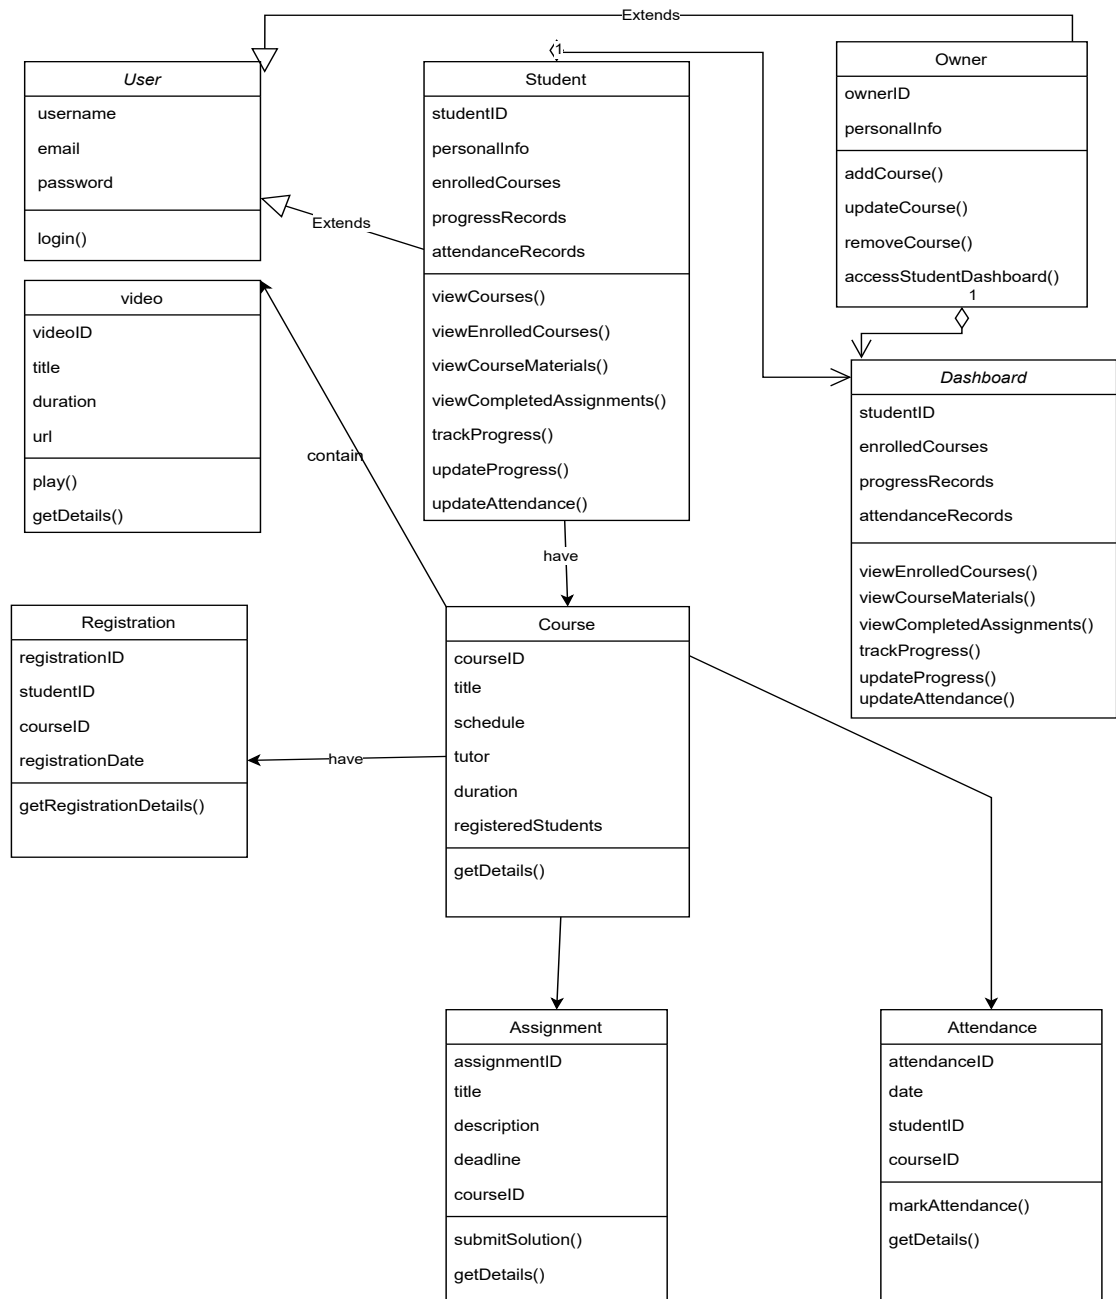 Extends
User
username
email
password
login()
Extends
1
Student
studentID
personalInfo
enrolledCourses
progressRecords
attendanceRecords
viewCourses()
viewEnrolledCourses()
viewCourseMaterials()
viewCompletedAssignments()
trackProgress()
updateProgress()
updateAttendance()
Owner
ownerID
personalInfo
addCourse()
updateCourse()
removeCourse()
accessStudentDashboard()
1
video
videoID
title
duration
url
play()
getDetails()
contain
have
Dashboard
studentID
enrolledCourses
progressRecords
attendanceRecords
viewEnrolledCourses()
viewCourseMaterials()
viewCompletedAssignments()
trackProgress()
updateProgress()
updateAttendance()
Registration
registrationID
studentID
courseID
registrationDate
getRegistrationDetails()
have
Course
courseID
title
schedule
tutor
duration
registeredStudents
getDetails()
Assignment
assignmentID
title
description
deadline
courseID
submitSolution()
getDetails()
Attendance
attendanceID
date
studentID
courseID
markAttendance()
getDetails()